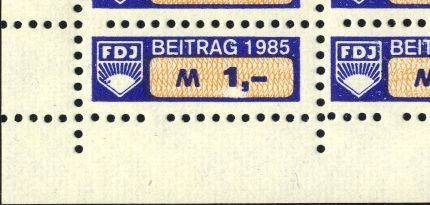 FDJ BEITRAG 1985
M 1,–
FDJ BEIT
M